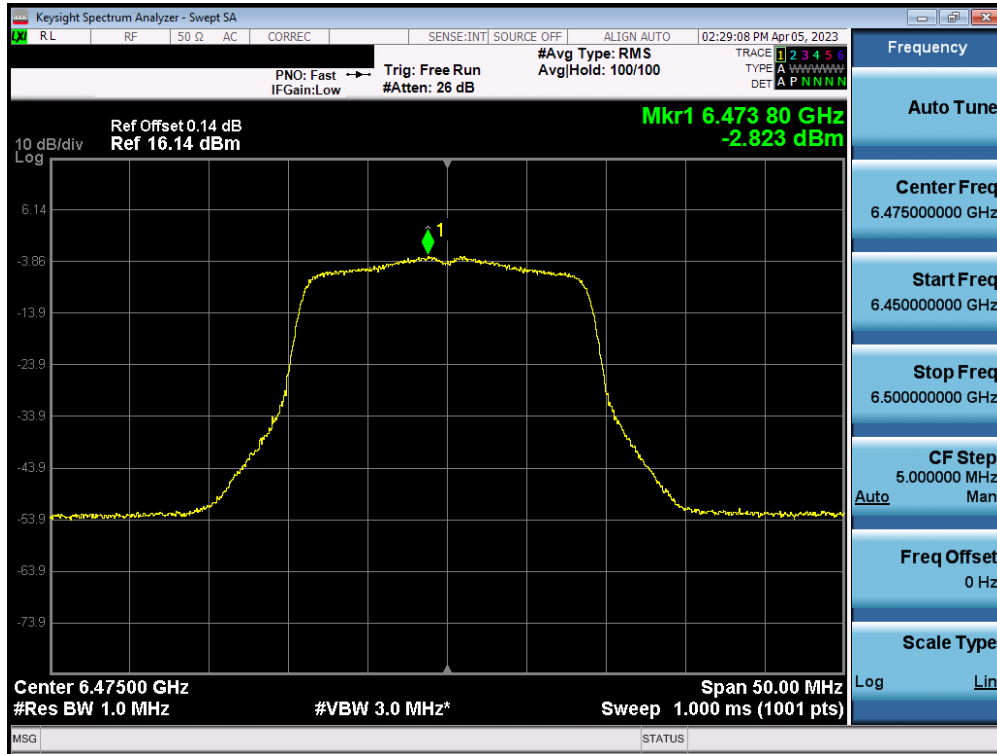 Keysight Spectrum Analyzer - Swept SA
LXI RL RF 50 Ω AC CORREC SENSE:INT SOURCE OFF ALIGN AUTO 02:29:08 PM Apr 05, 2023
#Avg Type: RMS TRACE 1 2 3 4 5 6
PNO: Fast Trig: Free Run Avg|Hold: 100/100 TYPE A WWWWW
IFGain:Low #Atten: 26 dB DET A P N N N N
Mkr1 6.473 80 GHz
-2.823 dBm
Ref Offset 0.14 dB
10 dB/div Ref 16.14 dBm
Log
1
6.14
-3.86
-13.9
-23.9
-33.9
-43.9
-53.9
-63.9
-73.9
Center 6.47500 GHz Span 50.00 MHz
#Res BW 1.0 MHz #VBW 3.0 MHz* Sweep 1.000 ms (1001 pts)
MSG STATUS
Frequency
Auto Tune
Center Freq
6.475000000 GHz
Start Freq
6.450000000 GHz
Stop Freq
6.500000000 GHz
CF Step
5.000000 MHz
Auto Man
Freq Offset
0 Hz
Scale Type
Log Lin